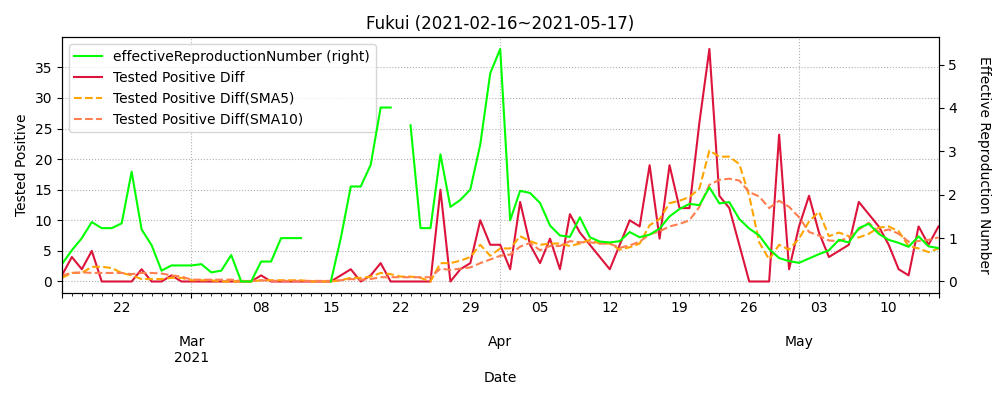 Fukui (2021-02-16~2021-05-17)
effectiveReproductionNumber (right)
Tested Positive Diff
Tested Positive Diff(SMA5)
Tested Positive Diff(SMA10)
Tested Positive
35
30
25
20
15
10
5
0
Effective Reproduction Number
5
4
3
2
1
0
22 08 15 22 29 05 12 19 26 03 10
Mar Apr May
2021
Date